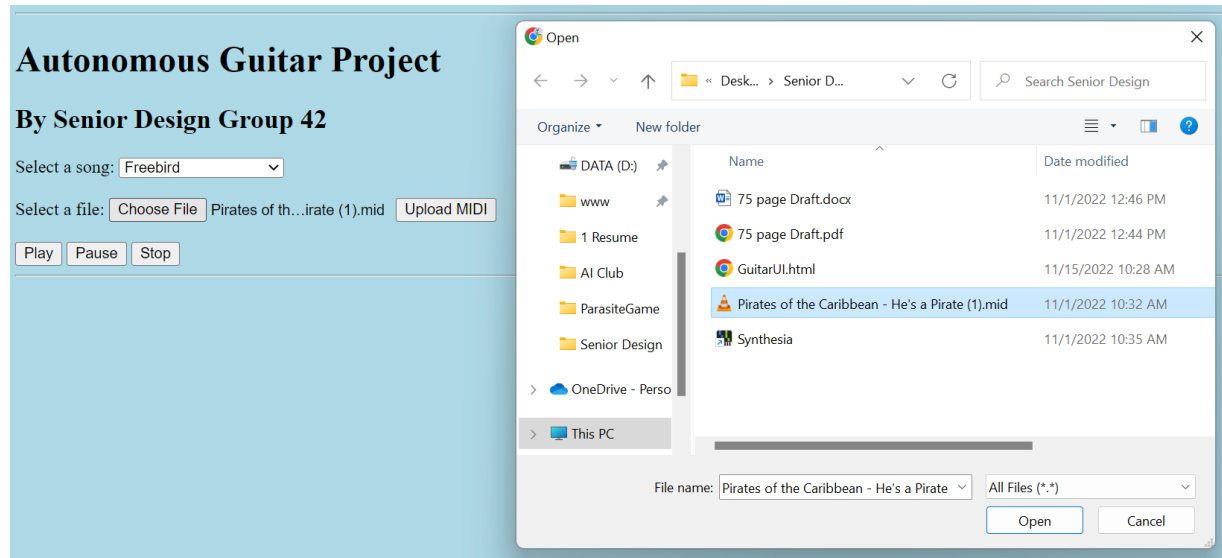 Autonomous Guitar Project
By Senior Design Group 42
Select a song: Freebird
Select a file: Choose File Pirates of th…irate (1).mid Upload MIDI
Play Pause Stop
Open
« Desk... › Senior D... Search Senior Design
Organize New folder
DATA (D:)
www
1 Resume
AI Club
ParasiteGame
Senior Design
OneDrive - Perso
This PC
Name Date modified
75 page Draft.docx 11/1/2022 12:46 PM
75 page Draft.pdf 11/1/2022 12:44 PM
GuitarUI.html 11/15/2022 10:28 AM
Pirates of the Caribbean - He's a Pirate (1).mid 11/1/2022 10:32 AM
Synthesia 11/1/2022 10:35 AM
File name: Pirates of the Caribbean - He's a Pirate All Files (*.*)
Open Cancel